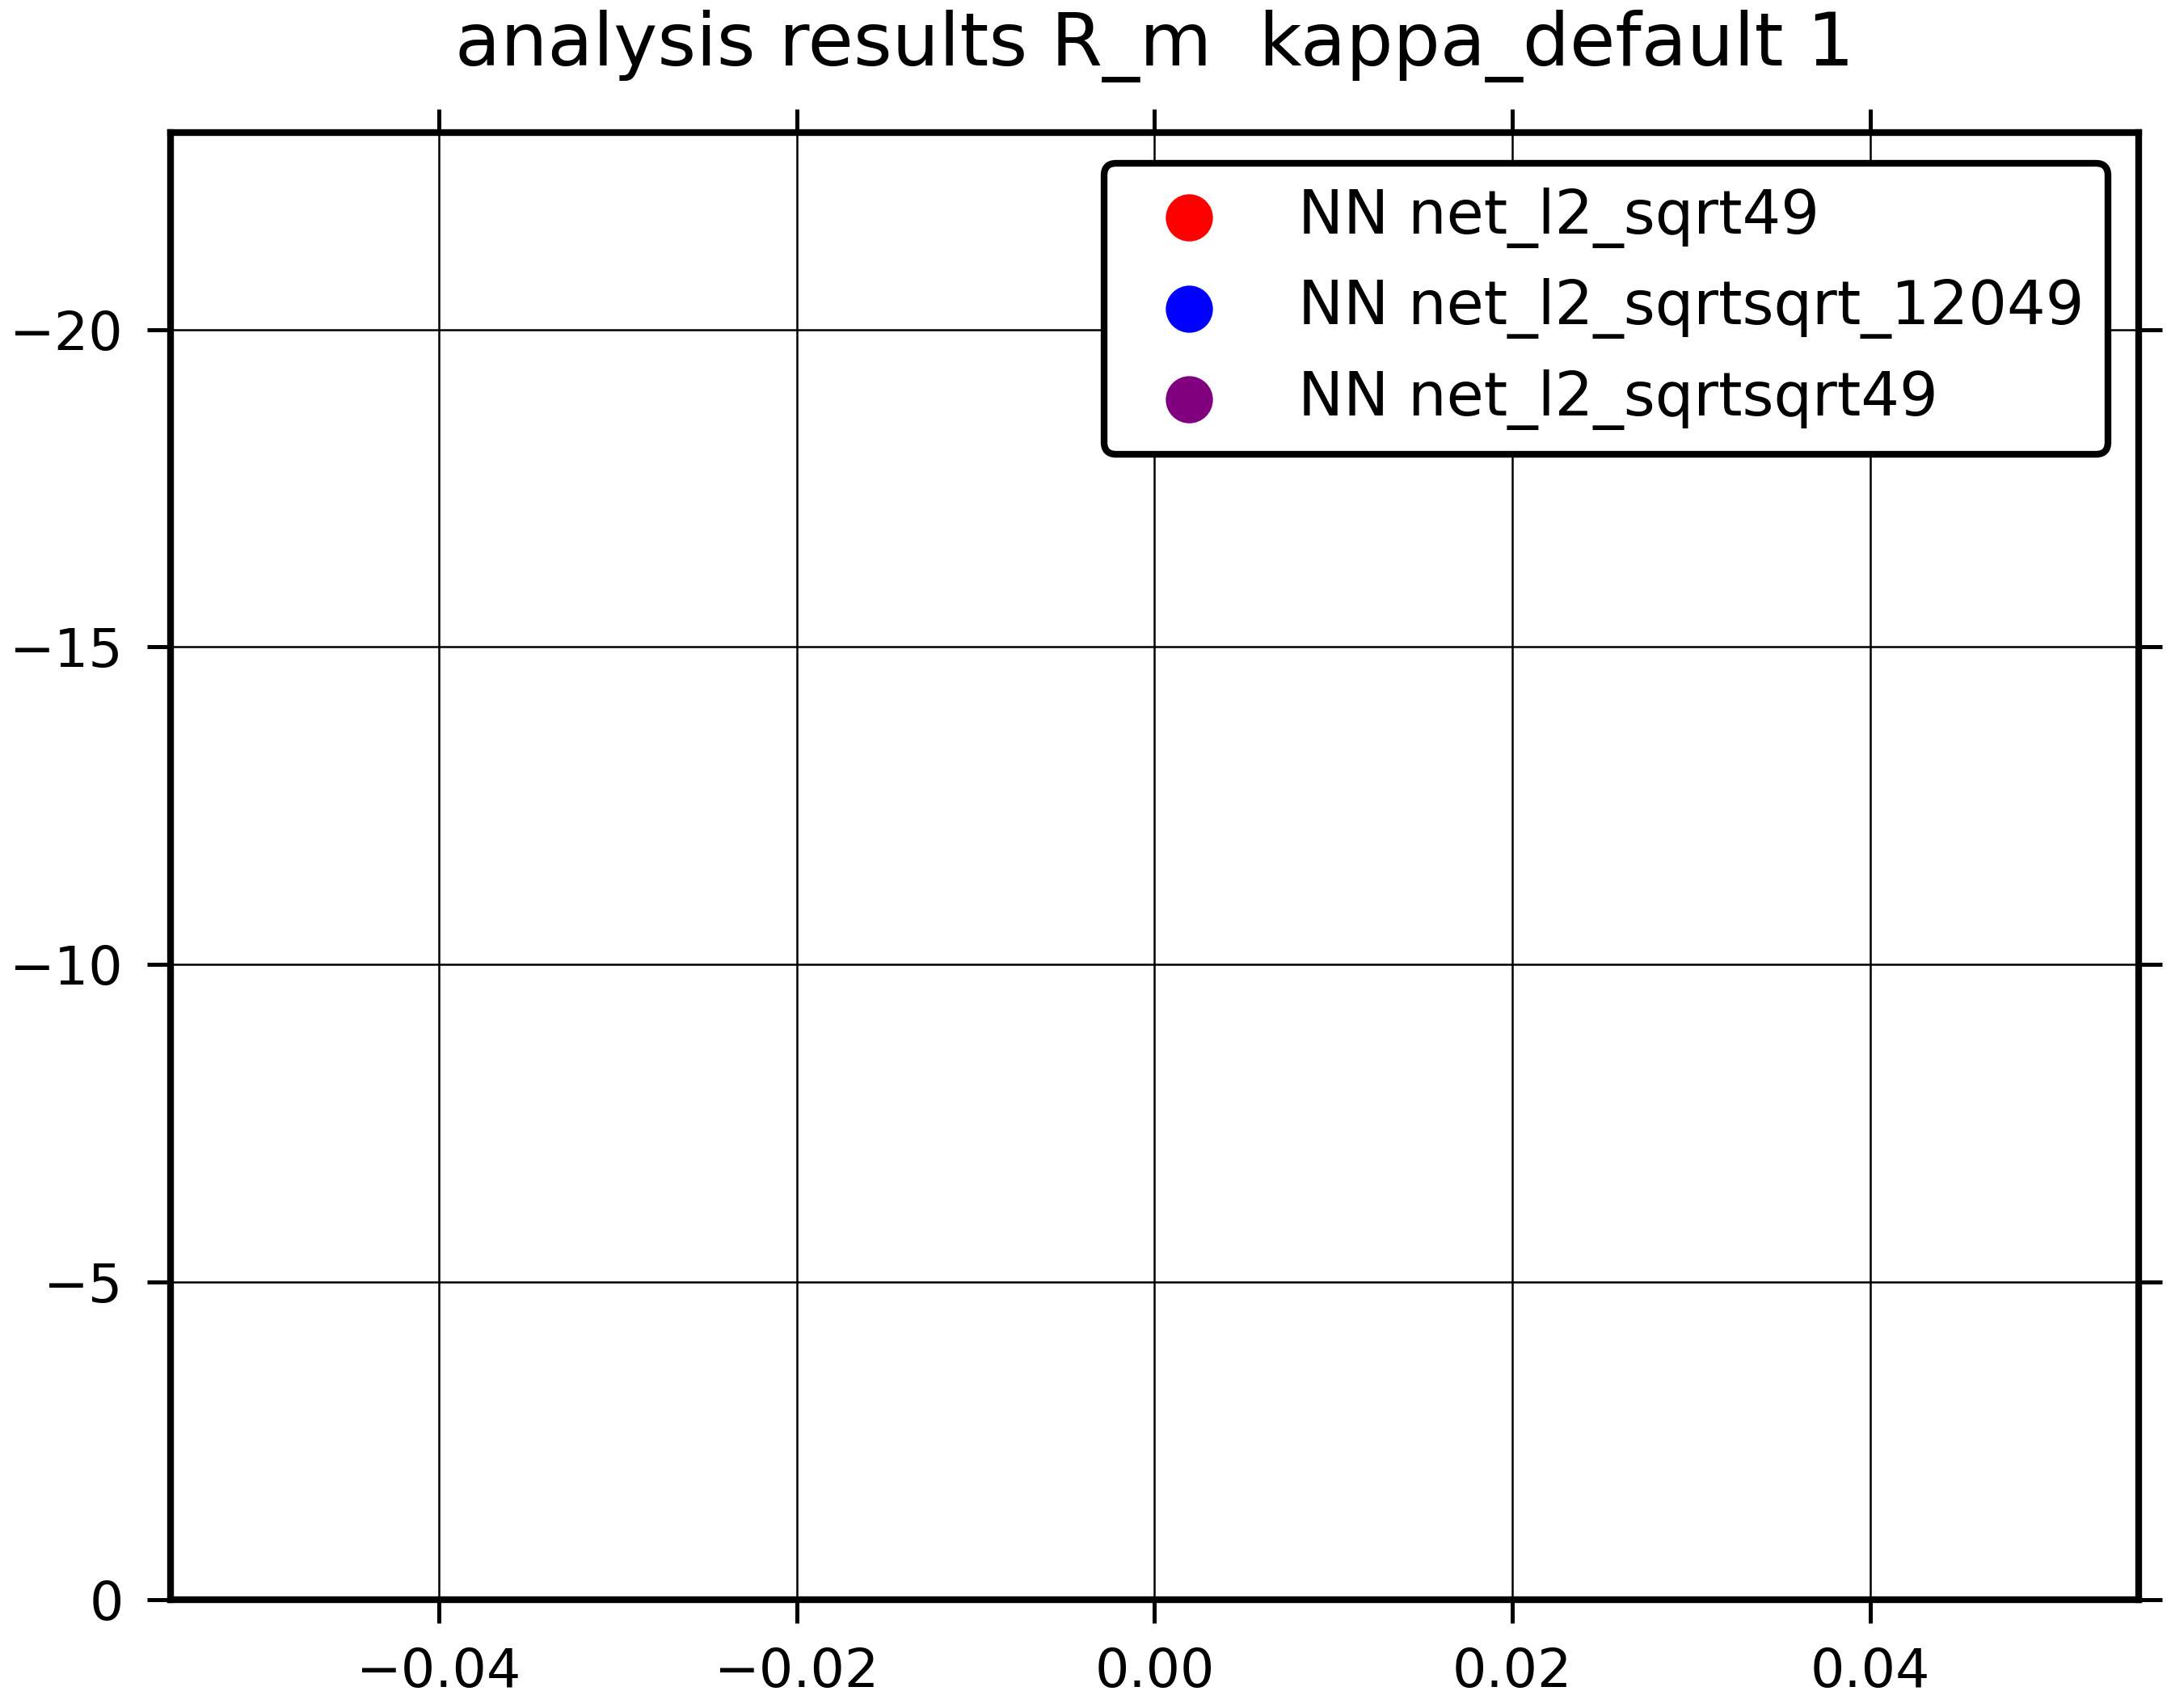 analysis results R_m  kappa_default 1
NN net_l2_sqrt49
NN net_l2_sqrtsqrt_12049
NN net_l2_sqrtsqrt49
−20
−15
−10
−5
0
−0.04
−0.02
0.00
0.02
0.04